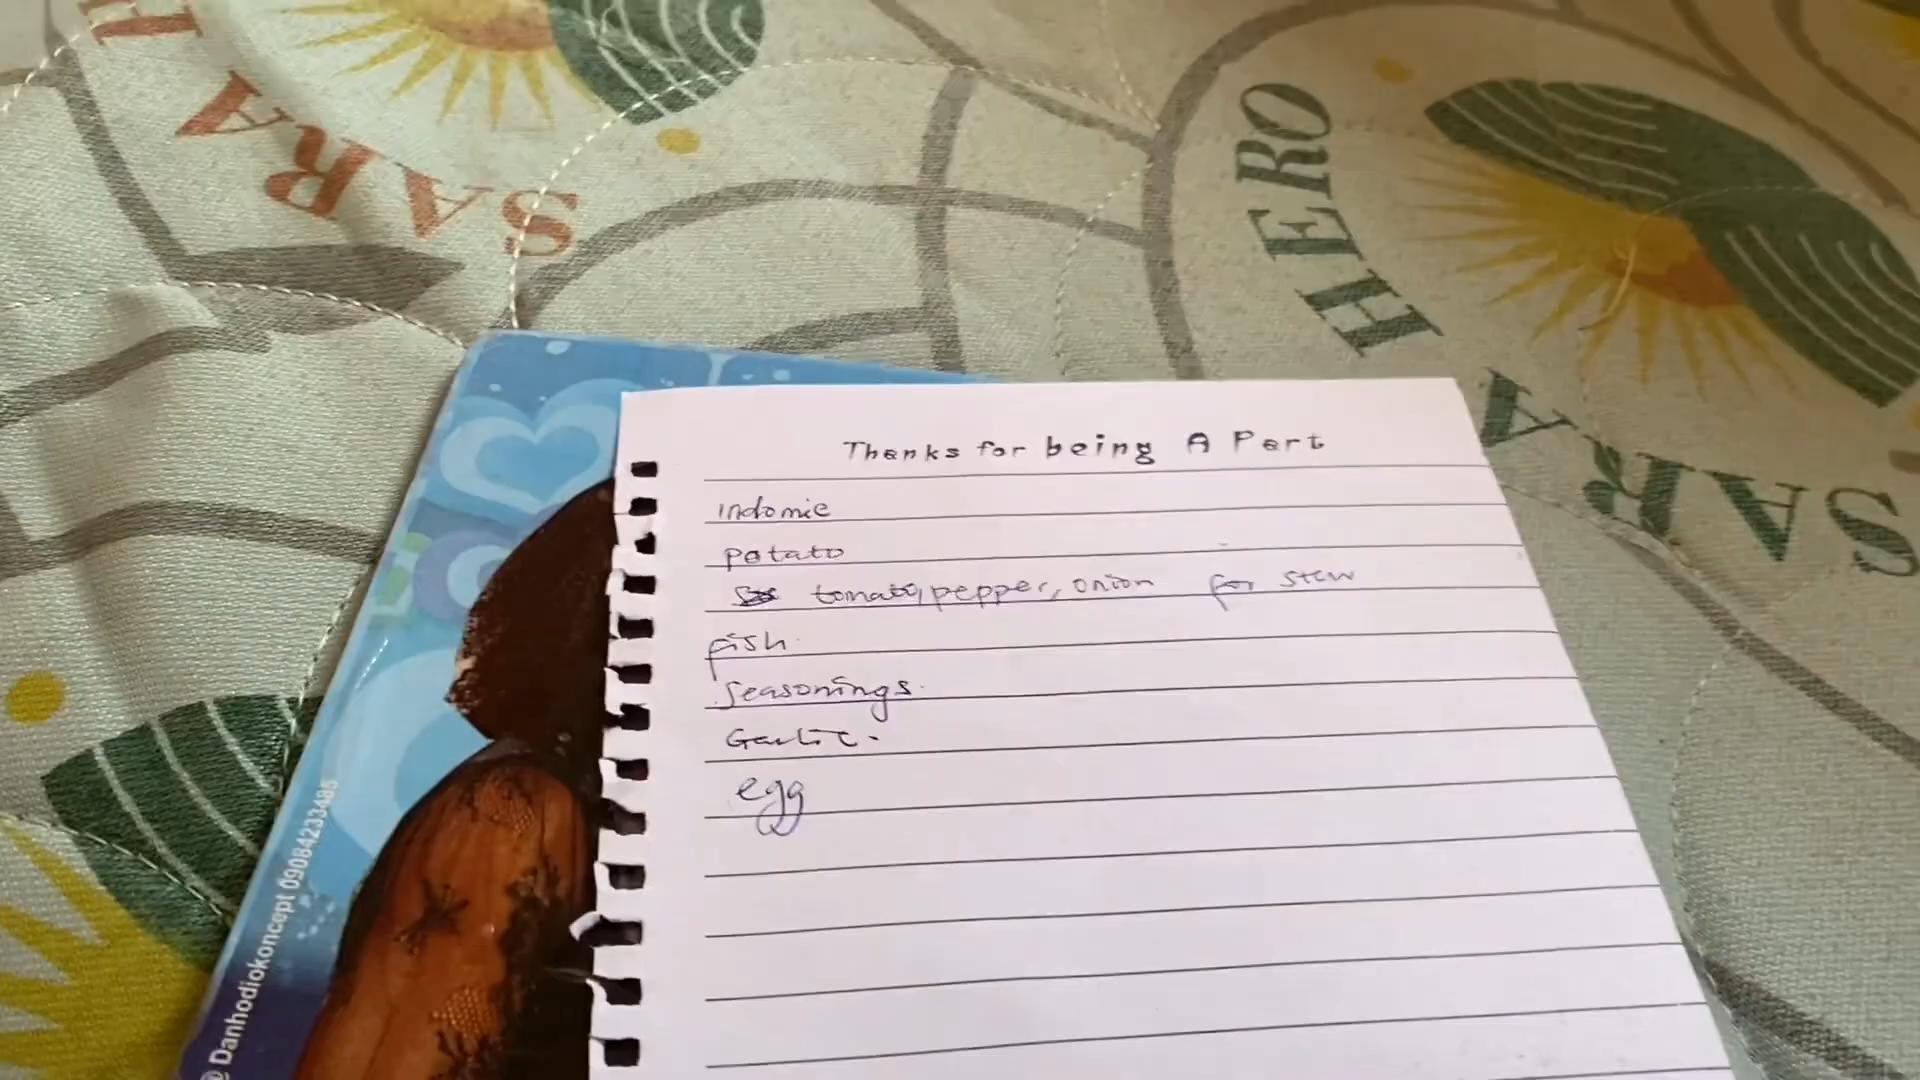 SARA
H
HERO
SARAH
Thanks for being A Part
indomie
potato
tomato, pepper, onion for stew
fish.
seasonings.
Garlic.
egg
@Danhodiokoncept 09084233485